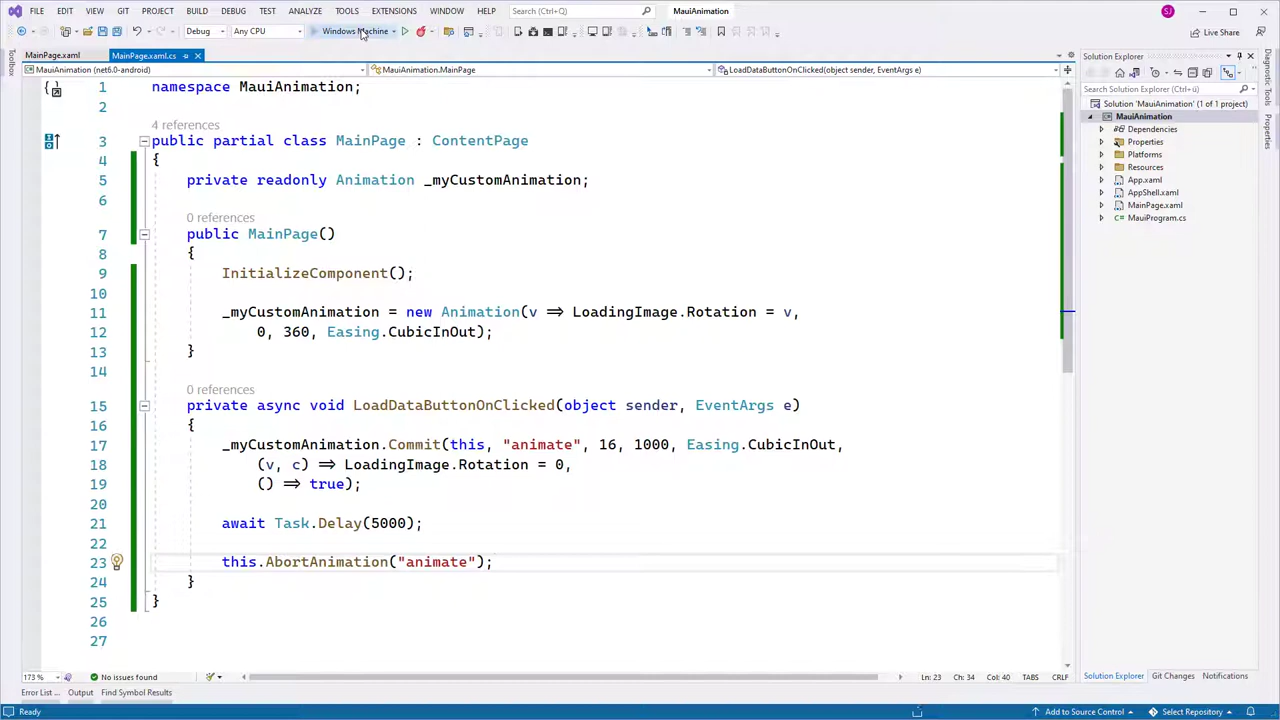 FILE EDIT VIEW GIT PROJECT BUILD DEBUG TEST ANALYZE TOOLS EXTENSIONS WINDOW HELP Search (Ctrl+Q) MauiAnimation SJ
Debug Any CPU Windows Machine Live Share
MainPage.xaml MainPage.xaml.cs
MauiAnimation (net6.0-android) MauiAnimation.MainPage LoadDataButtonOnClicked(object sender, EventArgs e)
1 namespace MauiAnimation;
2
4 references
3 public partial class MainPage : ContentPage
4 {
5 private readonly Animation _myCustomAnimation;
6
0 references
7 public MainPage()
8 {
9 InitializeComponent();
10
11 _myCustomAnimation = new Animation(v => LoadingImage.Rotation = v,
12 0, 360, Easing.CubicInOut);
13 }
14
0 references
15 private async void LoadDataButtonOnClicked(object sender, EventArgs e)
16 {
17 _myCustomAnimation.Commit(this, "animate", 16, 1000, Easing.CubicInOut,
18 (v, c) => LoadingImage.Rotation = 0,
19 () => true);
20
21 await Task.Delay(5000);
22
23 this.AbortAnimation("animate");
24 }
25 }
26
27
173 % No issues found Ln: 23 Ch: 34 Col: 40 TABS CRLF
Error List ... Output Find Symbol Results
Ready Add to Source Control Select Repository
Toolbox
Solution Explorer
Search Solution Explorer (Ctrl+ü)
Solution 'MauiAnimation' (1 of 1 project)
MauiAnimation
Dependencies
Properties
Platforms
Resources
App.xaml
AppShell.xaml
MainPage.xaml
MauiProgram.cs
Solution Explorer Git Changes Notifications
Diagnostic Tools
Properties